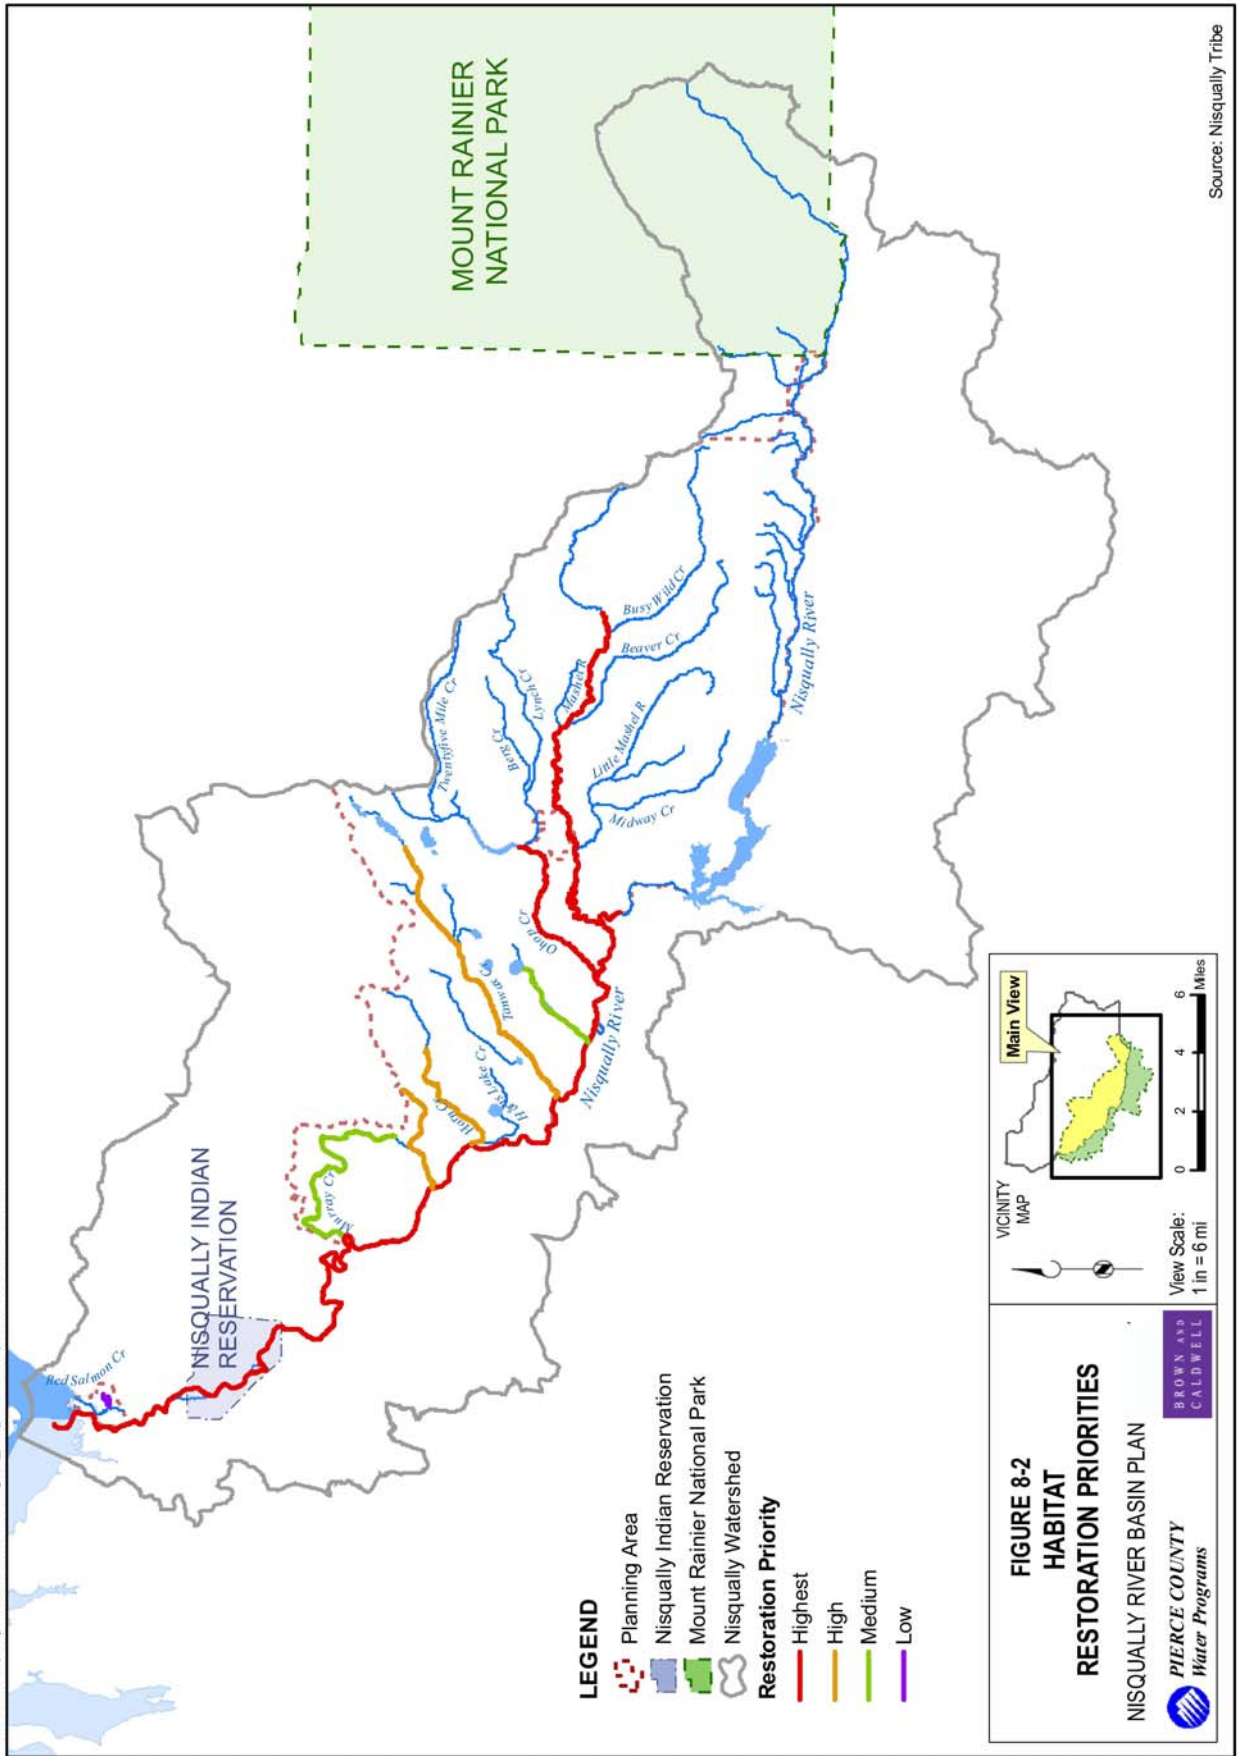 MOUNT RAINIER
NATIONAL PARK
NISQUALLY INDIAN
RESERVATION
Red Salmon Cr
Murray Cr
Horn Cr
Harts Lake Cr
Tanwax Cr
Ohop Cr
Twentyfive Mile Cr
Berg Cr
Lynch Cr
Mashel R
Busy Wild Cr
Beaver Cr
Little Mashel R
Midway Cr
Nisqually River
Nisqually River
Source: Nisqually Tribe
LEGEND
Planning Area
Nisqually Indian Reservation
Mount Rainier National Park
Nisqually Watershed
Restoration Priority
Highest
High
Medium
Low
FIGURE 8-2
HABITAT
RESTORATION PRIORITIES
NISQUALLY RIVER BASIN PLAN
PIERCE COUNTY
Water Programs
BROWN AND
CALDWELL
VICINITY
MAP
Main View
View Scale:
1 in = 6 mi
0 2 4 6
Miles